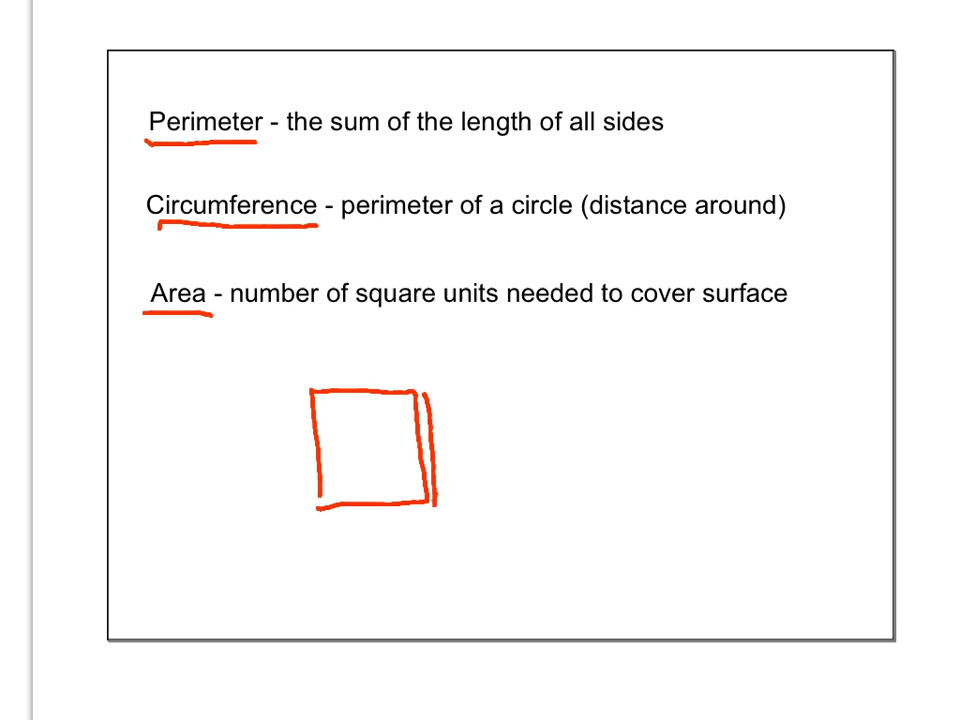 Perimeter - the sum of the length of all sides
Circumference - perimeter of a circle (distance around)
Area - number of square units needed to cover surface